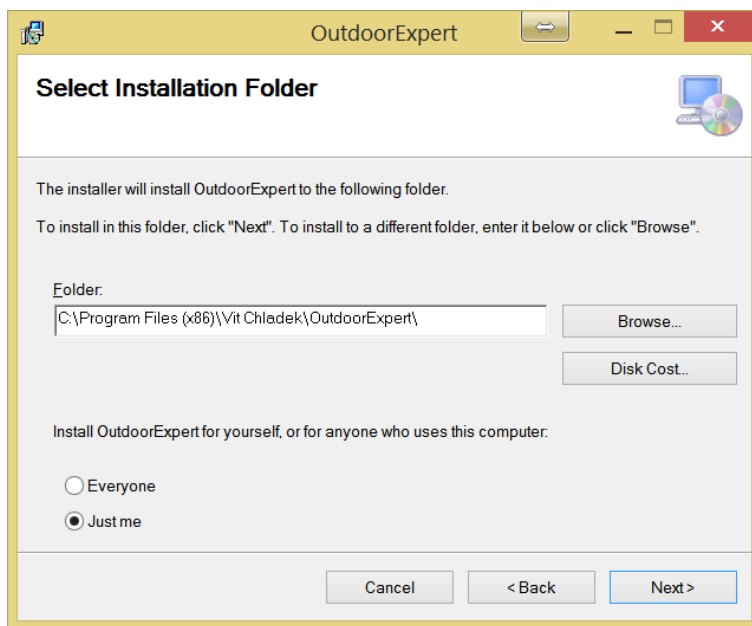 OutdoorExpert
Select Installation Folder
The installer will install OutdoorExpert to the following folder.
To install in this folder, click "Next". To install to a different folder, enter it below or click "Browse".
Folder:
C:\Program Files (x86)\Vit Chladek\OutdoorExpert\
Browse...
Disk Cost...
Install OutdoorExpert for yourself, or for anyone who uses this computer:
Everyone
Just me
Cancel
< Back
Next >